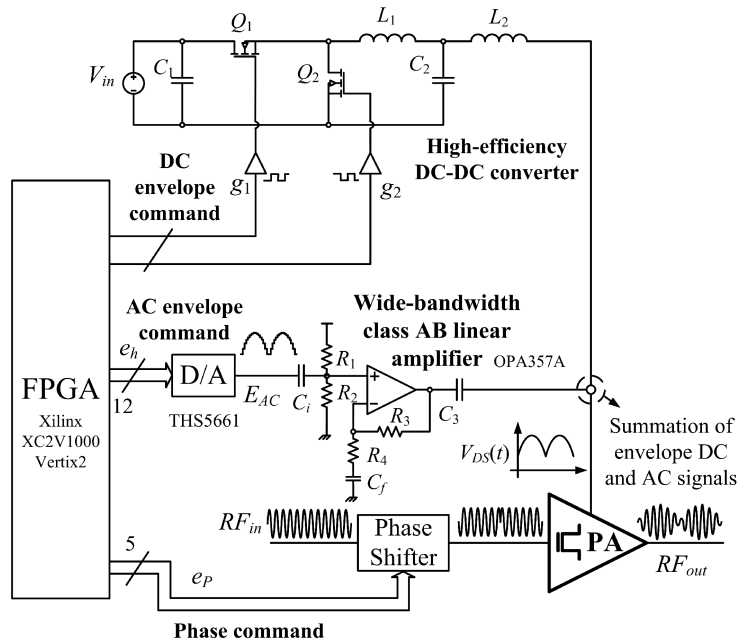 Q1
L1
L2
Vin
C1
Q2
C2
High-efficiency
DC-DC converter
DC
envelope
command
g1
g2
AC envelope
command
Wide-bandwidth
class AB linear
amplifier
OPA357A
eh
12
D/A
THS5661
EAC
Ci
R1
R2
+
−
R3
C3
R4
Cf
FPGA
Xilinx
XC2V1000
Vertix2
VDS(t)
Summation of
envelope DC
and AC signals
RFin
Phase
Shifter
PA
RFout
5
eP
Phase command